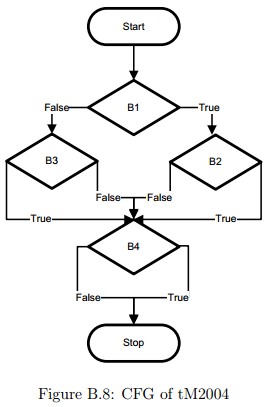 Start
B1
False
True
B3
B2
False
False
True
True
B4
False
True
Stop
Figure B.8: CFG of tM2004